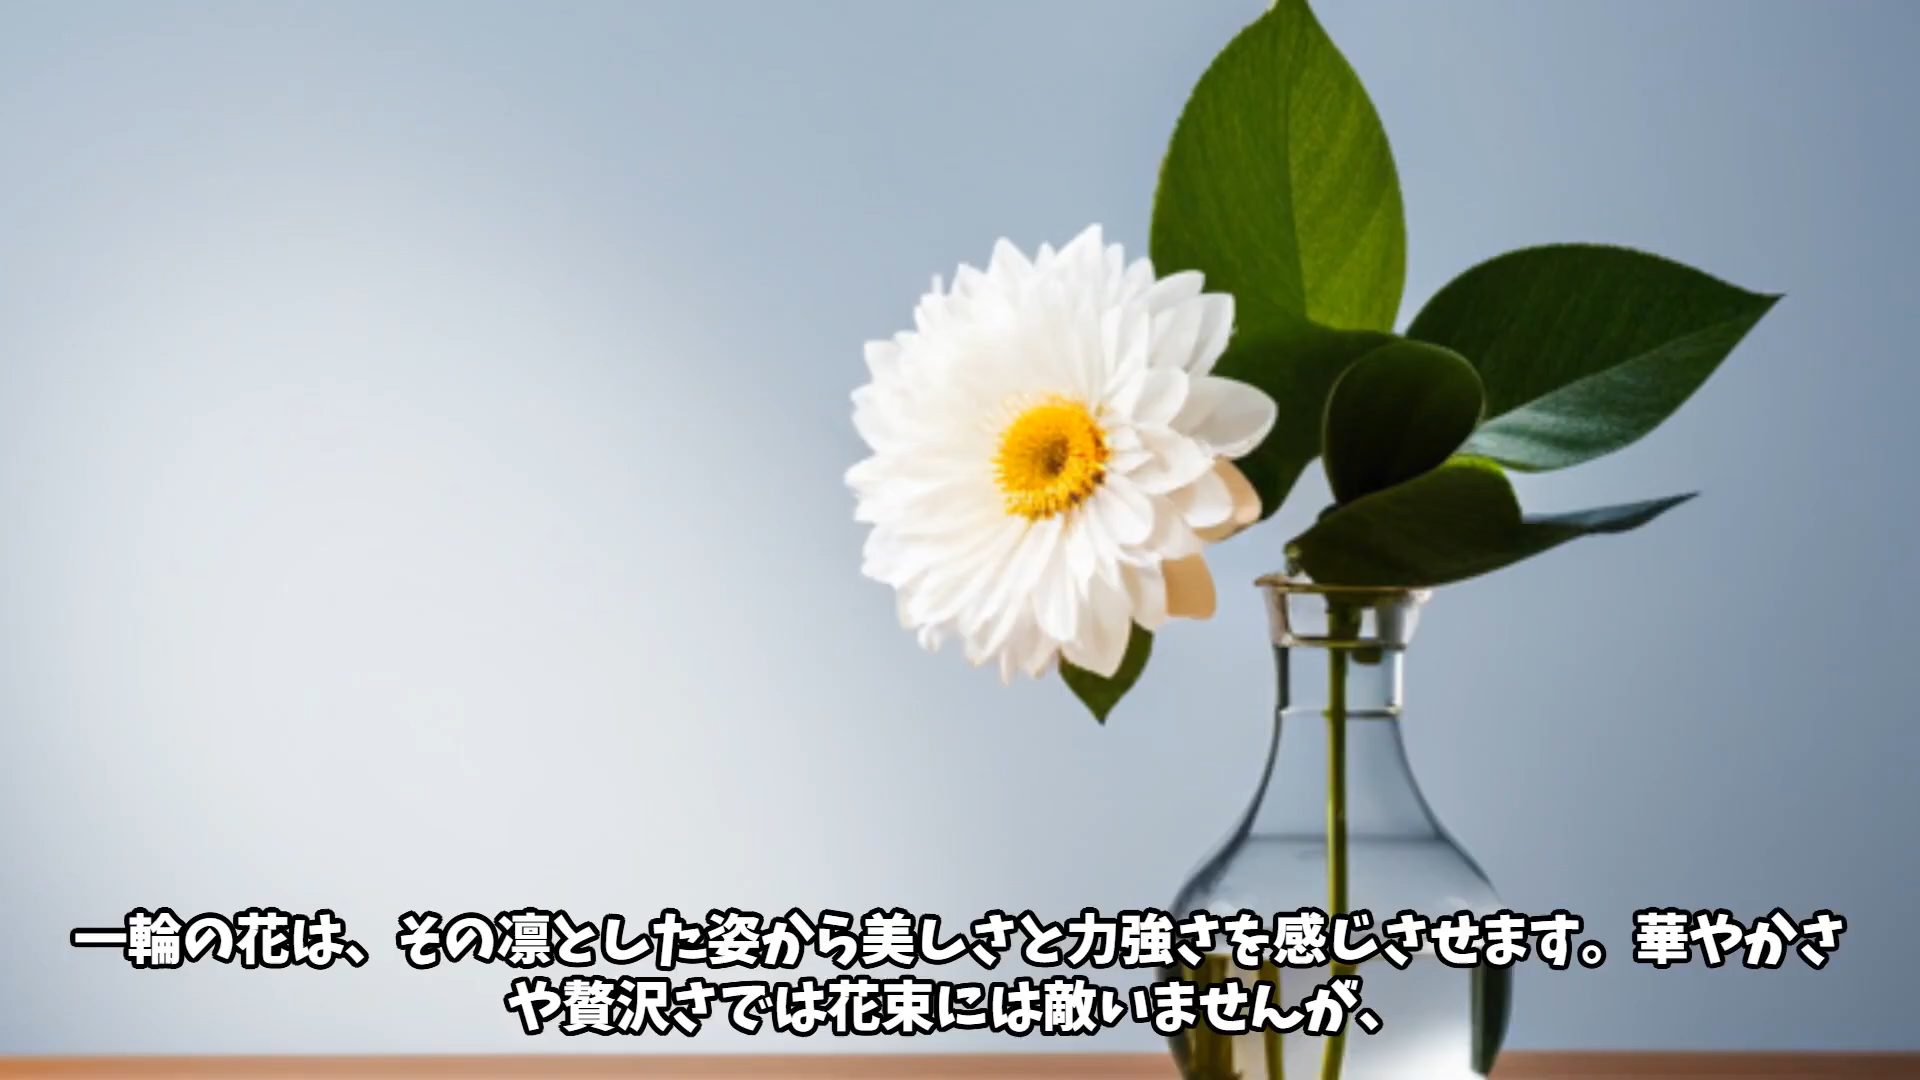 一輪の花は、その凛とした姿から美しさと力強さを感じさせます。華やかさ
や贅沢さでは花束には敵いませんが、